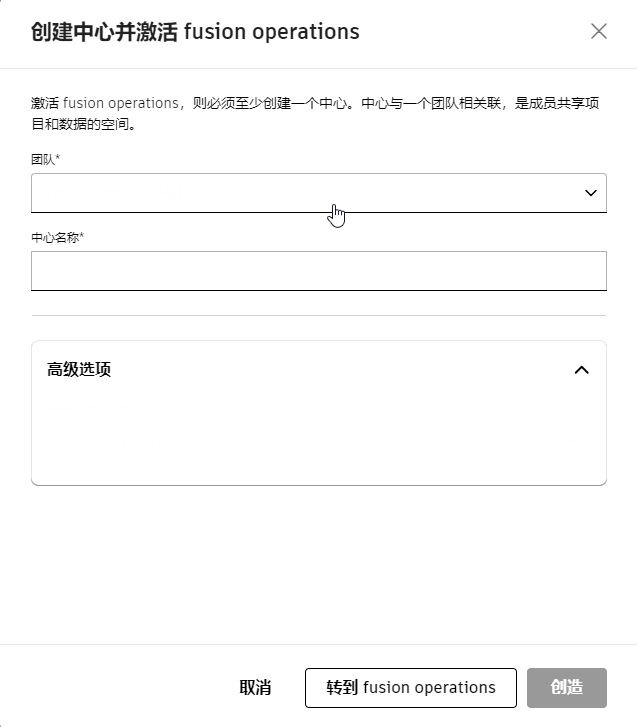 创建中心并激活 fusion operations
激活 fusion operations，则必须至少创建一个中心。中心与一个团队相关联，是成员共享项
目和数据的空间。
团队*
中心名称*
高级选项
取消
转到 fusion operations
创造